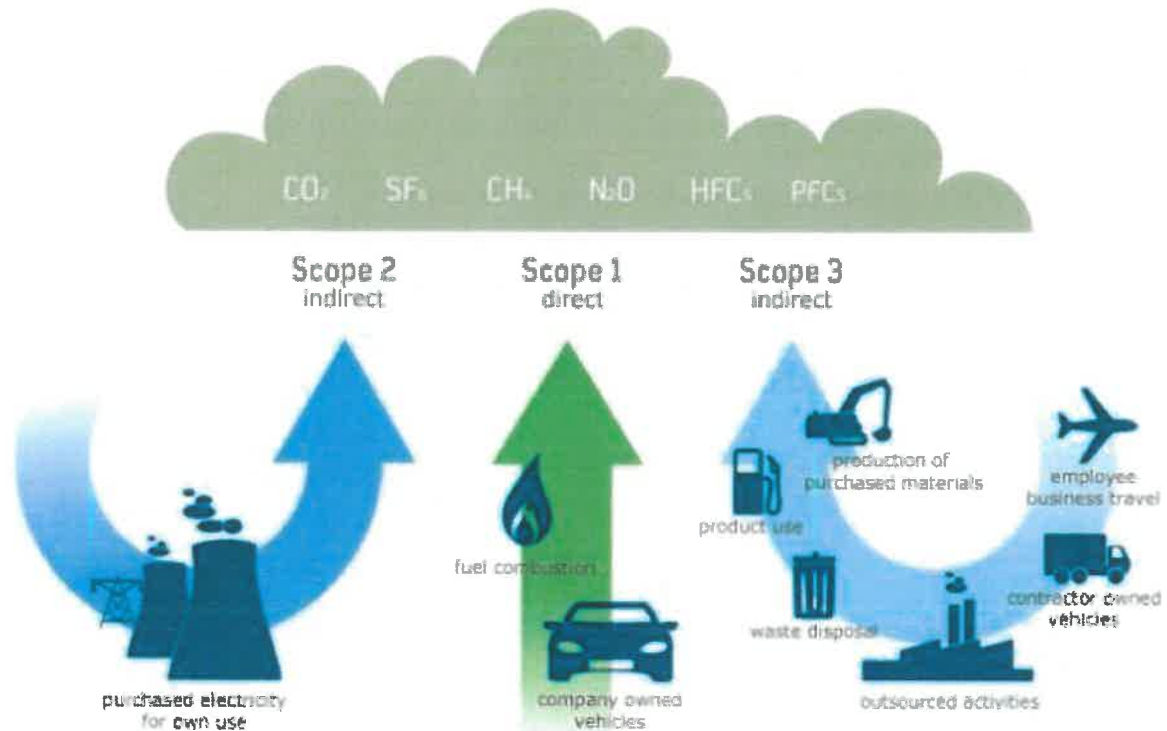 CO₂ SF₆ CH₄ N₂O HFCs PFCs
Scope 2
indirect
Scope 1
direct
Scope 3
indirect
production of
purchased materials
employee
business travel
product use
fuel combustion
contractor owned
vehicles
waste disposal
purchased electricity
for own use
company owned
vehicles
outsourced activities